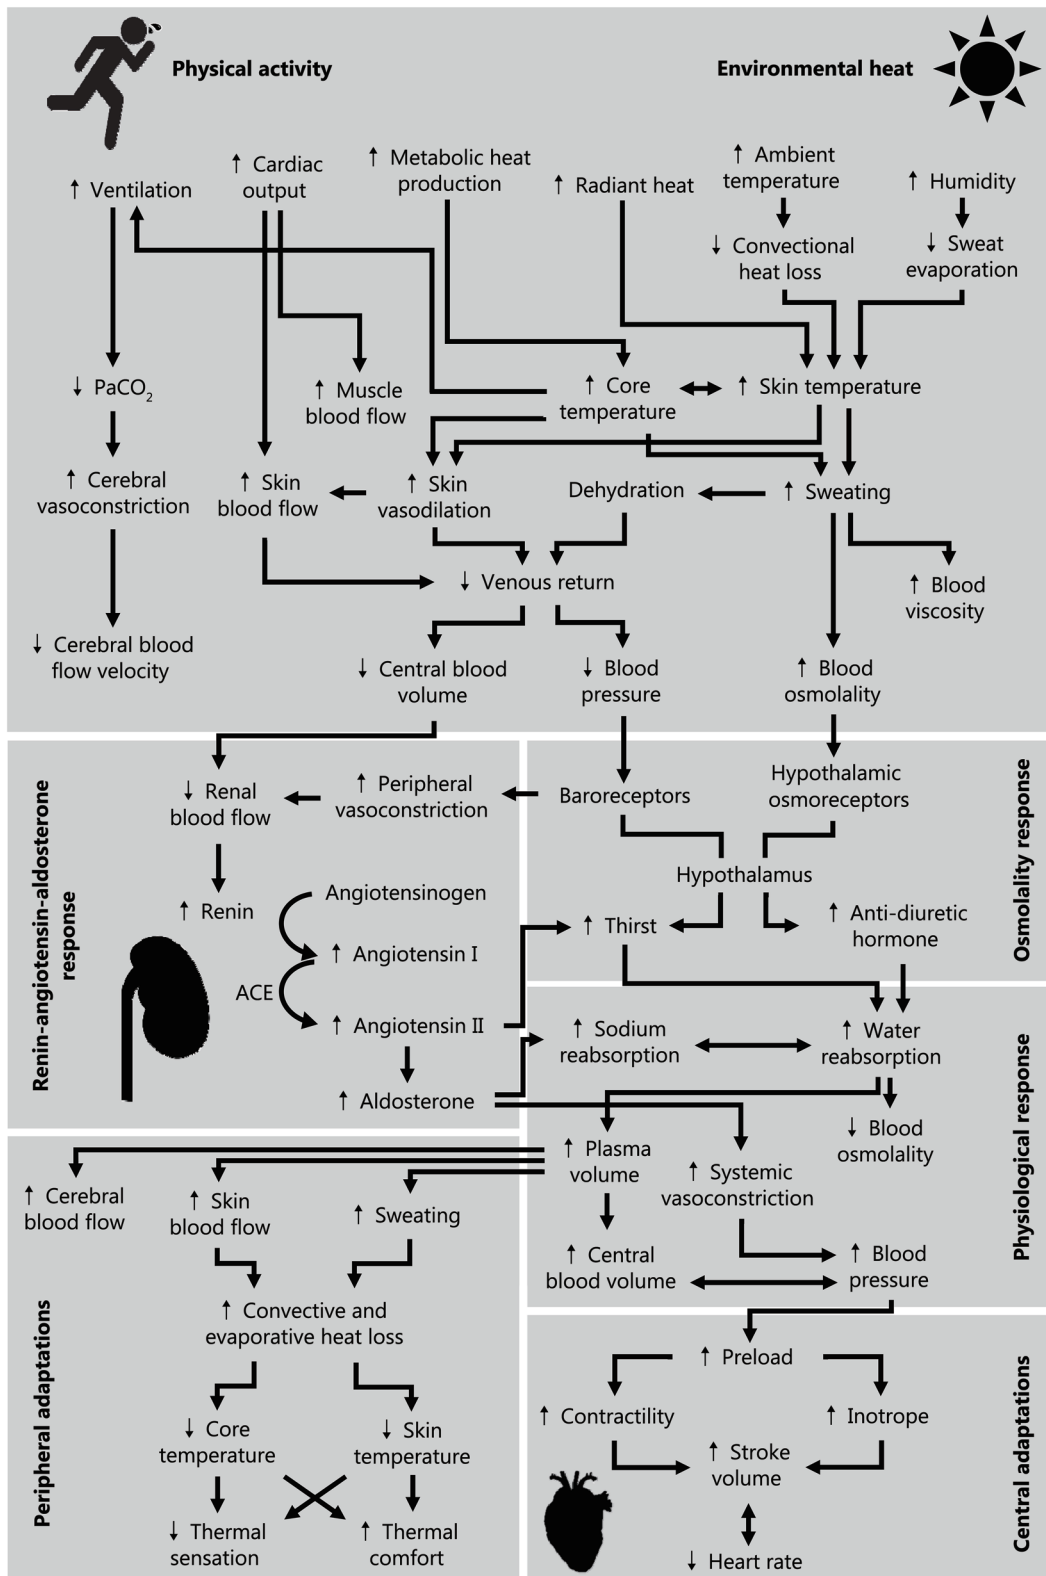 Physical activity
Environmental heat
↑ Ventilation
↑ Cardiac
output
↑ Metabolic heat
production
↑ Radiant heat
↑ Ambient
temperature
↑ Humidity
↓ Convectional
heat loss
↓ Sweat
evaporation
↓ PaCO₂
↑ Muscle
blood flow
↑ Core
temperature
↑ Skin temperature
↑ Cerebral
vasoconstriction
↑ Skin
blood flow
↑ Skin
vasodilation
Dehydration
↑ Sweating
↓ Venous return
↑ Blood
viscosity
↓ Cerebral blood
flow velocity
↓ Central blood
volume
↓ Blood
pressure
↑ Blood
osmolality
Renin-angiotensin-aldosterone
response
↓ Renal
blood flow
↑ Peripheral
vasoconstriction
↑ Renin
Angiotensinogen
↑ Angiotensin I
ACE
↑ Angiotensin II
↑ Aldosterone
Osmolality response
Baroreceptors
Hypothalamic
osmoreceptors
Hypothalamus
↑ Thirst
↑ Anti-diuretic
hormone
Physiological response
↑ Sodium
reabsorption
↑ Water
reabsorption
↓ Blood
osmolality
↑ Plasma
volume
↑ Systemic
vasoconstriction
↑ Central
blood volume
↑ Blood
pressure
Peripheral adaptations
↑ Cerebral
blood flow
↑ Skin
blood flow
↑ Sweating
↑ Convective and
evaporative heat loss
↓ Core
temperature
↓ Skin
temperature
↓ Thermal
sensation
↑ Thermal
comfort
Central adaptations
↑ Preload
↑ Contractility
↑ Inotrope
↑ Stroke
volume
↓ Heart rate